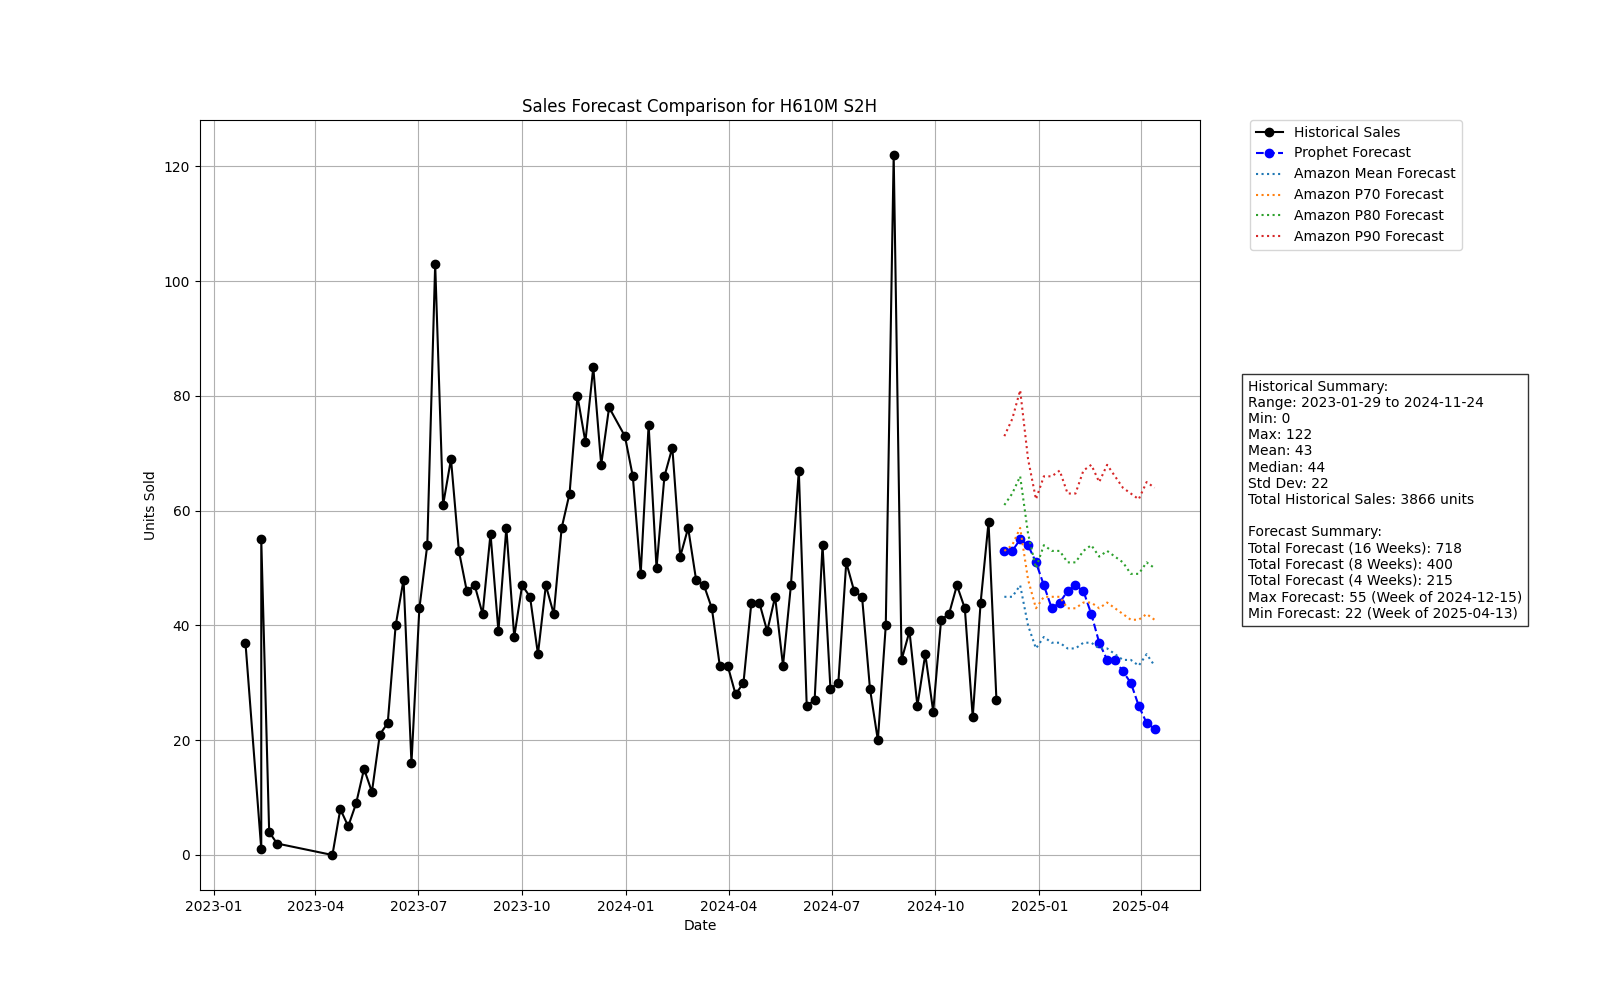 Sales Forecast Comparison for H610M S2H
Historical Sales
Prophet Forecast
Amazon Mean Forecast
Amazon P70 Forecast
Amazon P80 Forecast
Amazon P90 Forecast
120
100
80
60
40
20
0
Units Sold
Historical Summary:
Range: 2023-01-29 to 2024-11-24
Min: 0
Max: 122
Mean: 43
Median: 44
Std Dev: 22
Total Historical Sales: 3866 units
Forecast Summary:
Total Forecast (16 Weeks): 718
Total Forecast (8 Weeks): 400
Total Forecast (4 Weeks): 215
Max Forecast: 55 (Week of 2024-12-15)
Min Forecast: 22 (Week of 2025-04-13)
2023-01 2023-04 2023-07 2023-10 2024-01 2024-04 2024-07 2024-10 2025-01 2025-04
Date